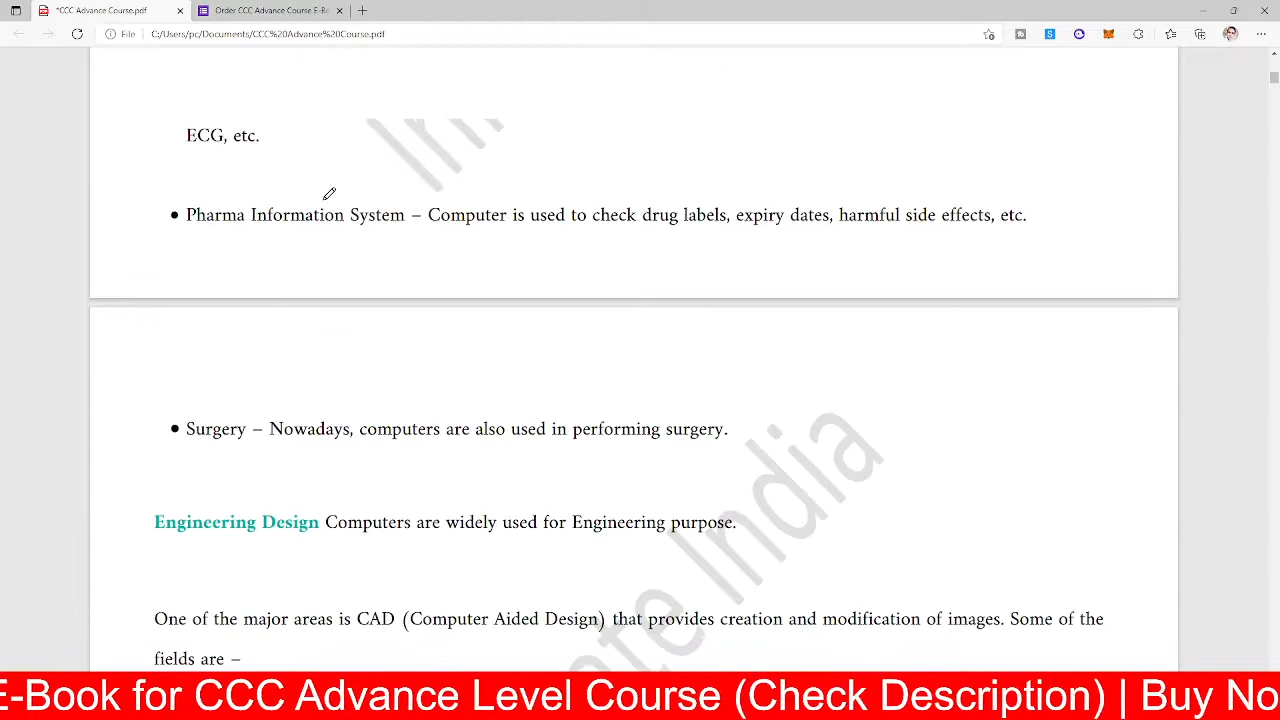 *CCC Advance Course.pdf
Order CCC Advance Course E-Bo
File C:/Users/pc/Documents/CCC%20Advance%20Course.pdf
ECG, etc.
• Pharma Information System – Computer is used to check drug labels, expiry dates, harmful side effects, etc.
• Surgery – Nowadays, computers are also used in performing surgery.
Engineering Design Computers are widely used for Engineering purpose.
One of the major areas is CAD (Computer Aided Design) that provides creation and modification of images. Some of the
fields are –
India
E-Book for CCC Advance Level Course (Check Description) | Buy No